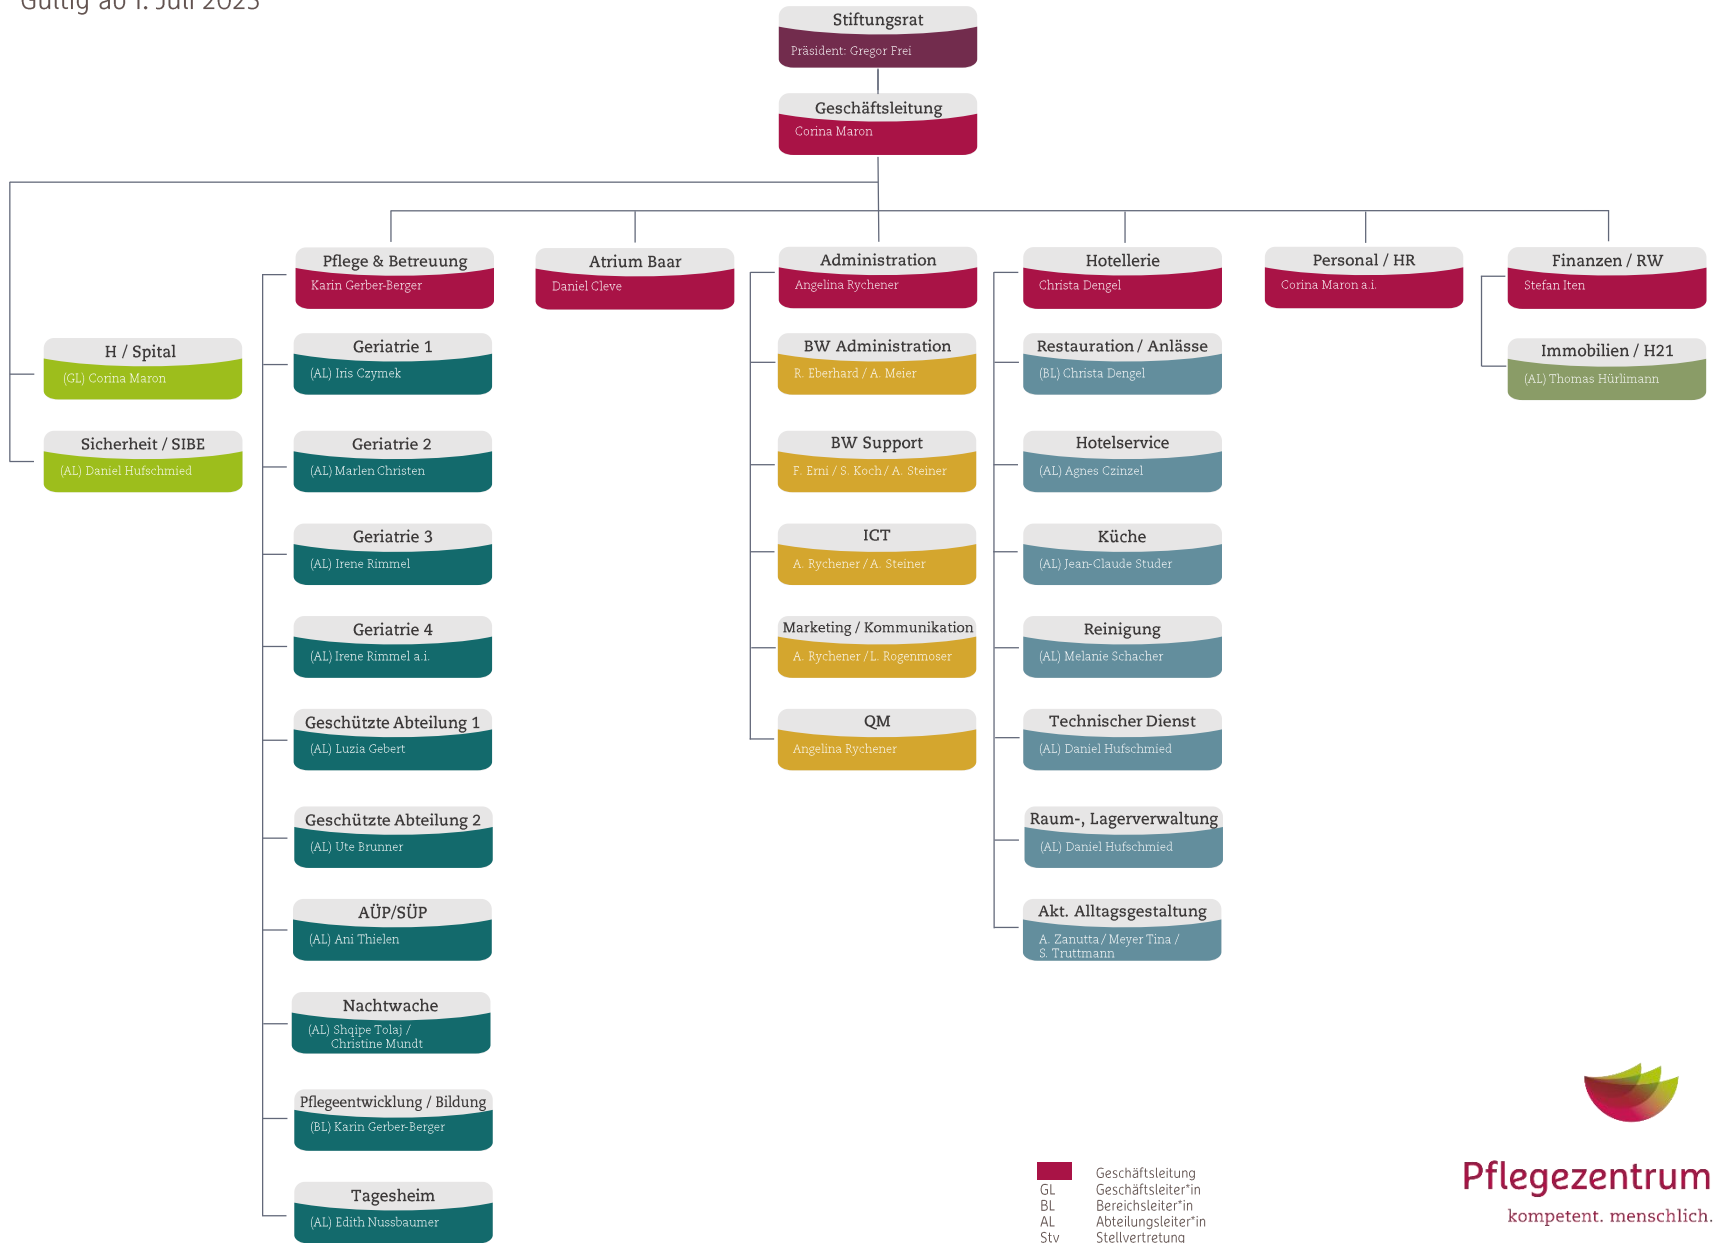 Gültig ab 1. Juli 2025
Stiftungsrat
Präsident: Gregor Frei
Geschäftsleitung
Corina Maron
Pflege & Betreuung
Karin Gerber-Berger
Atrium Baar
Daniel Cleve
Administration
Angelina Rychener
Hotellerie
Christa Dengel
Personal / HR
Corina Maron a.i.
Finanzen / RW
Stefan Iten
H / Spital
(GL) Corina Maron
Sicherheit / SIBE
(AL) Daniel Hufschmied
Geriatrie 1
(AL) Iris Czymek
Geriatrie 2
(AL) Marlen Christen
Geriatrie 3
(AL) Irene Rimmel
Geriatrie 4
(AL) Irene Rimmel a.i.
Geschützte Abteilung 1
(AL) Luzia Gebert
Geschützte Abteilung 2
(AL) Ute Brunner
AÜP/SÜP
(AL) Ani Thielen
Nachtwache
(AL) Shqipe Tolaj /
Christine Mundt
Pflegeentwicklung / Bildung
(BL) Karin Gerber-Berger
Tagesheim
(AL) Edith Nussbaumer
BW Administration
R. Eberhard / A. Meier
BW Support
F. Erni / S. Koch / A. Steiner
ICT
A. Rychener / A. Steiner
Marketing / Kommunikation
A. Rychener / L. Rogenmoser
QM
Angelina Rychener
Restauration / Anlässe
(BL) Christa Dengel
Hotelservice
(AL) Agnes Czinzel
Küche
(AL) Jean-Claude Studer
Reinigung
(AL) Melanie Schacher
Technischer Dienst
(AL) Daniel Hufschmied
Raum-, Lagerverwaltung
(AL) Daniel Hufschmied
Akt. Alltagsgestaltung
A. Zanutta / Meyer Tina /
S. Truttmann
Immobilien / H21
(AL) Thomas Hürlimann
Geschäftsleitung
GL Geschäftsleiter*in
BL Bereichsleiter*in
AL Abteilungsleiter*in
Stv Stellvertretung
Pflegezentrum
kompetent. menschlich.